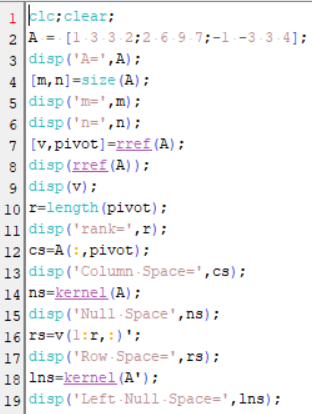 1 clc;clear;
2 A = [1 3 3 2;2 6 9 7;-1 -3 3 4];
3 disp('A=',A);
4 [m,n]=size(A);
5 disp('m=',m);
6 disp('n=',n);
7 [v,pivot]=rref(A);
8 disp(rref(A));
9 disp(v);
10 r=length(pivot);
11 disp('rank=',r);
12 cs=A(:,pivot);
13 disp('Column Space=',cs);
14 ns=kernel(A);
15 disp('Null Space',ns);
16 rs=v(1:r,:)';
17 disp('Row Space=',rs);
18 lns=kernel(A');
19 disp('Left Null Space=',lns);